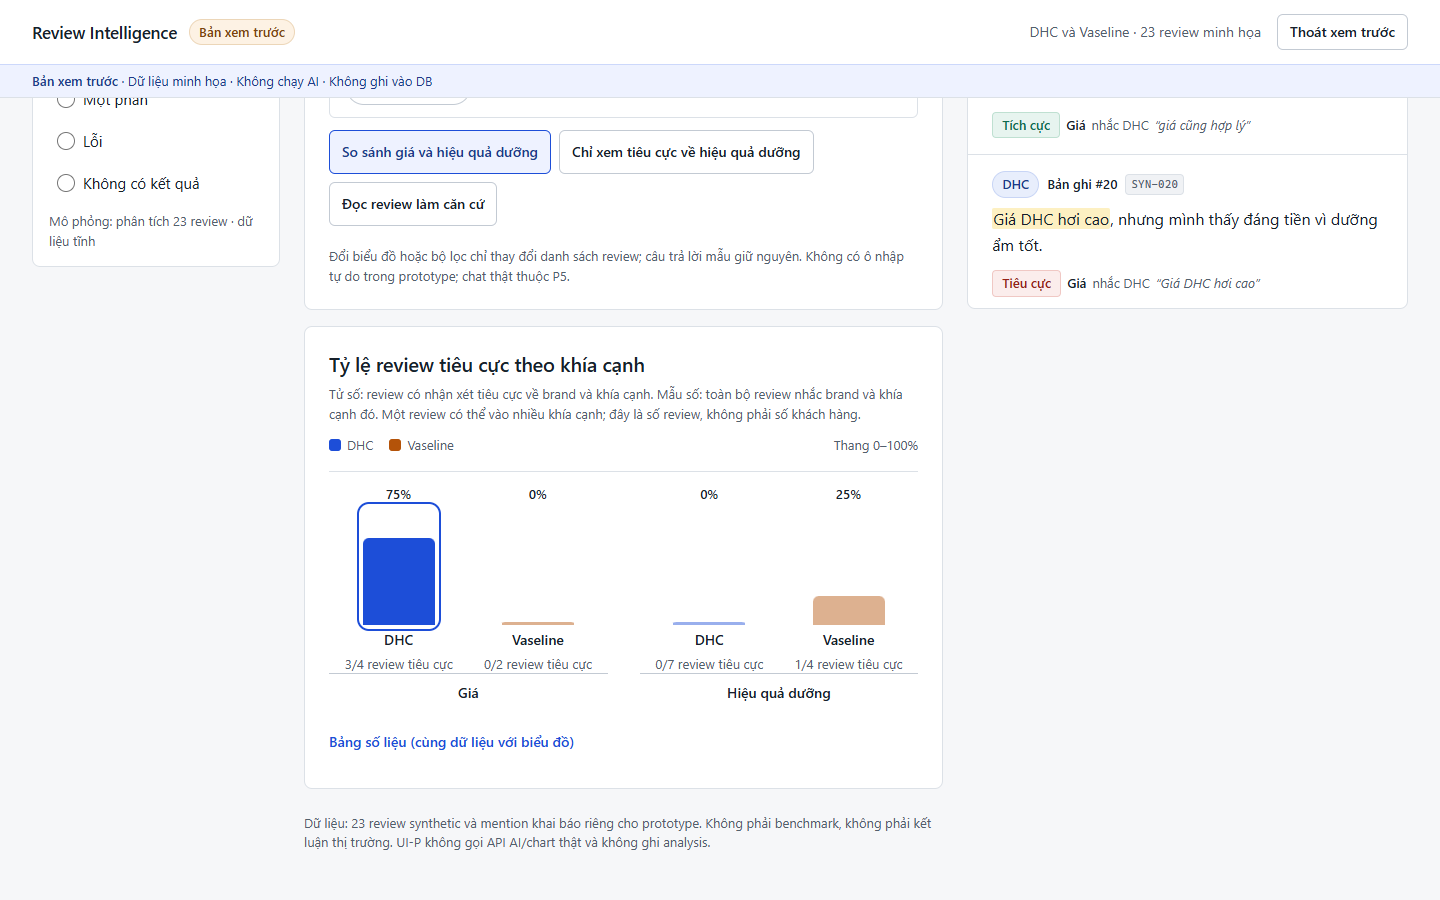 Review Intelligence
Bản xem trước
DHC và Vaseline · 23 review minh họa
Thoát xem trước
Bản xem trước · Dữ liệu minh họa · Không chạy AI · Không ghi vào DB
Một phần
Lỗi
Không có kết quả
Mô phỏng: phân tích 23 review · dữ
liệu tĩnh
So sánh giá và hiệu quả dưỡng
Chỉ xem tiêu cực về hiệu quả dưỡng
Đọc review làm căn cứ
Đổi biểu đồ hoặc bộ lọc chỉ thay đổi danh sách review; câu trả lời mẫu giữ nguyên. Không có ô nhập
tự do trong prototype; chat thật thuộc P5.
Tỷ lệ review tiêu cực theo khía cạnh
Tử số: review có nhận xét tiêu cực về brand và khía cạnh. Mẫu số: toàn bộ review nhắc brand và khía
cạnh đó. Một review có thể vào nhiều khía cạnh; đây là số review, không phải số khách hàng.
DHC
Vaseline
Thang 0–100%
75%
0%
0%
25%
DHC
Vaseline
DHC
Vaseline
3/4 review tiêu cực
0/2 review tiêu cực
0/7 review tiêu cực
1/4 review tiêu cực
Giá
Hiệu quả dưỡng
Bảng số liệu (cùng dữ liệu với biểu đồ)
Dữ liệu: 23 review synthetic và mention khai báo riêng cho prototype. Không phải benchmark, không phải kết
luận thị trường. UI-P không gọi API AI/chart thật và không ghi analysis.
Tích cực Giá nhắc DHC “giá cũng hợp lý”
DHC Bản ghi #20 SYN-020
Giá DHC hơi cao, nhưng mình thấy đáng tiền vì dưỡng
ẩm tốt.
Tiêu cực Giá nhắc DHC “Giá DHC hơi cao”